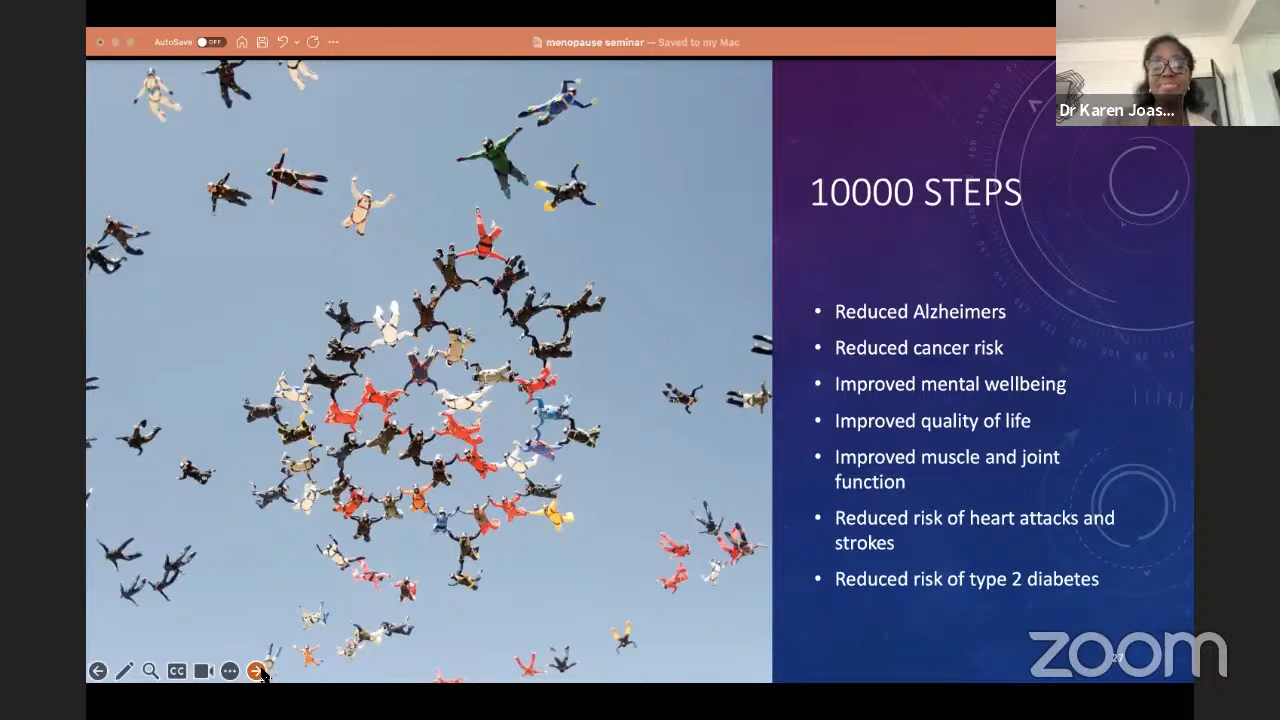 AutoSave
OFF
menopause seminar — Saved to my Mac
Dr Karen Joas...
10000 STEPS
• Reduced Alzheimers
• Reduced cancer risk
• Improved mental wellbeing
• Improved quality of life
• Improved muscle and joint
function
• Reduced risk of heart attacks and
strokes
• Reduced risk of type 2 diabetes
CC
27
zoom